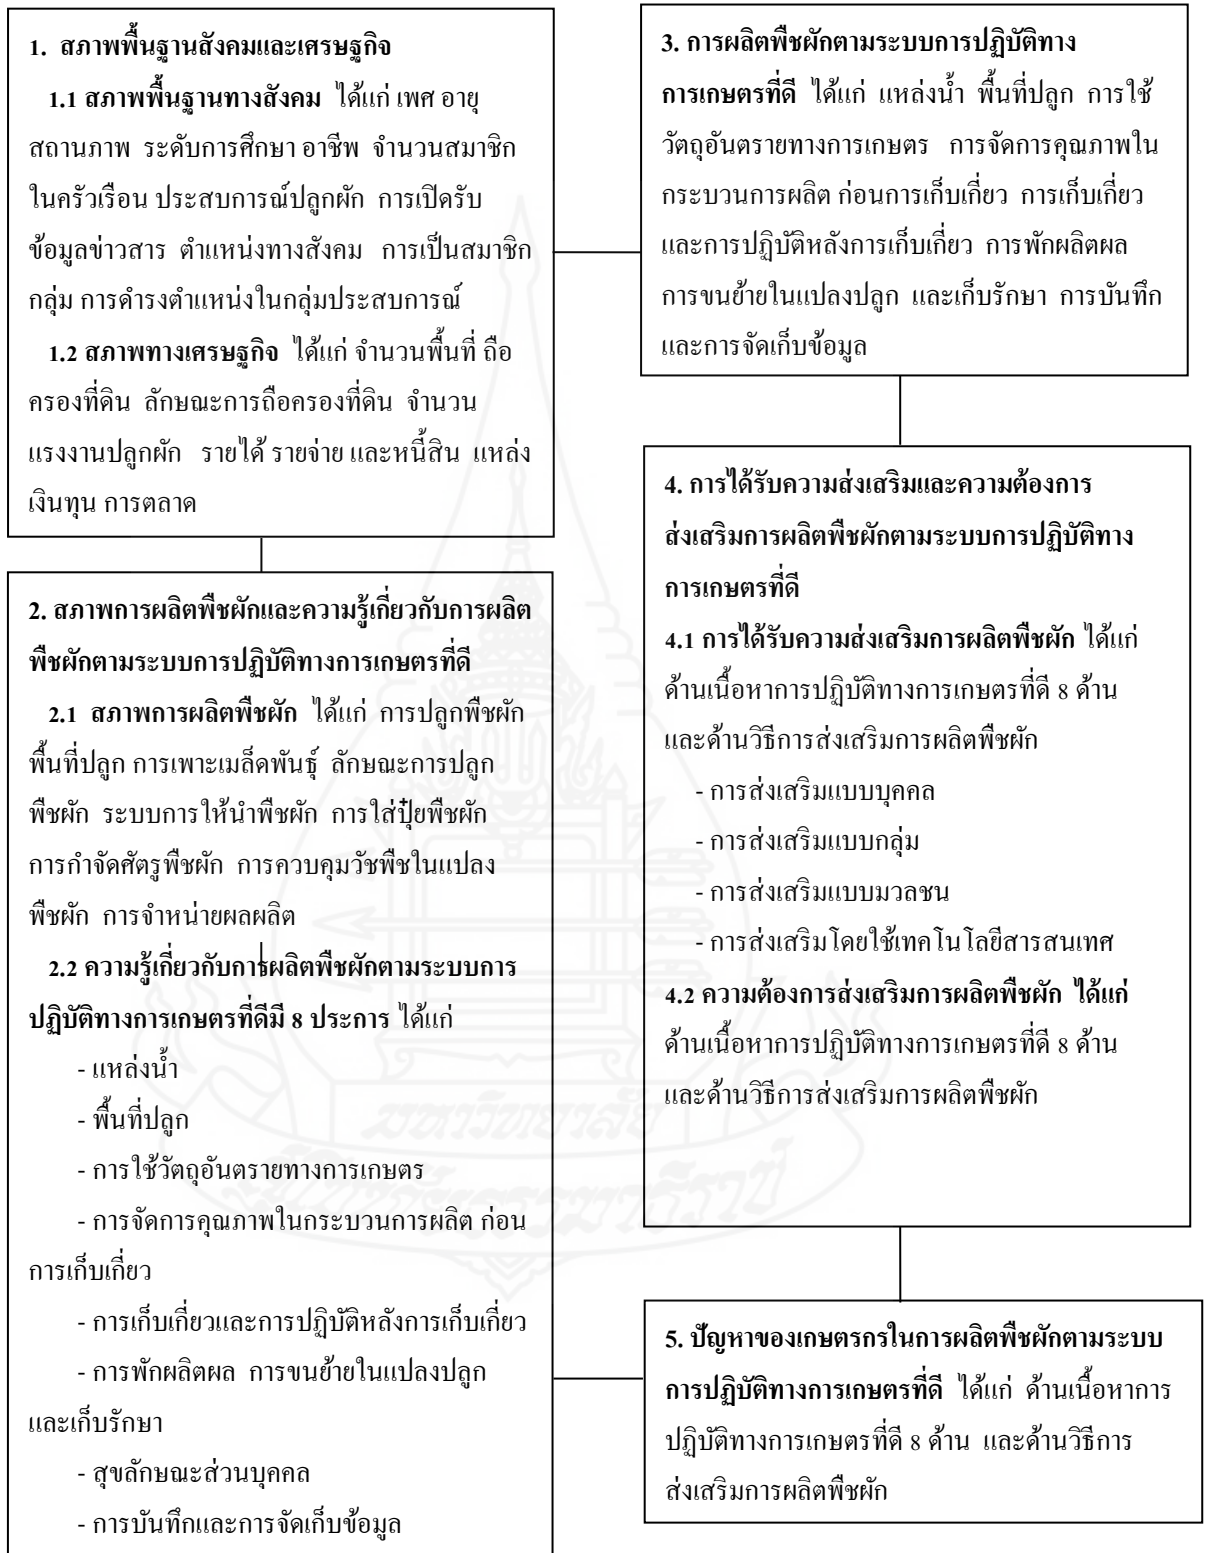 1. สภาพพื้นฐานสังคมและเศรษฐกิจ
1.1 สภาพพื้นฐานทางสังคม ได้แก่ เพศ อายุ
สถานภาพ ระดับการศึกษา อาชีพ จำนวนสมาชิก
ในครัวเรือน ประสบการณ์ปลูกผัก การเปิดรับ
ข้อมูลข่าวสาร ตำแหน่งทางสังคม การเป็นสมาชิก
กลุ่ม การดำรงตำแหน่งในกลุ่มประสบการณ์
1.2 สภาพทางเศรษฐกิจ ได้แก่ จำนวนพื้นที่ ถือ
ครองที่ดิน ลักษณะการถือครองที่ดิน จำนวน
แรงงานปลูกผัก รายได้ รายจ่าย และหนี้สิน แหล่ง
เงินทุน การตลาด
2. สภาพการผลิตพืชผักและความรู้เกี่ยวกับการผลิต
พืชผักตามระบบการปฏิบัติทางการเกษตรที่ดี
2.1 สภาพการผลิตพืชผัก ได้แก่ การปลูกพืชผัก
พื้นที่ปลูก การเพาะเมล็ดพันธุ์ ลักษณะการปลูก
พืชผัก ระบบการให้นำพืชผัก การใส่ปุ๋ยพืชผัก
การกำจัดศัตรูพืชผัก การควบคุมวัชพืชในแปลง
พืชผัก การจำหน่ายผลผลิต
2.2 ความรู้เกี่ยวกับการผลิตพืชผักตามระบบการ
ปฏิบัติทางการเกษตรที่ดีมี 8 ประการ ได้แก่
- แหล่งน้ำ
- พื้นที่ปลูก
- การใช้วัตถุอันตรายทางการเกษตร
- การจัดการคุณภาพในกระบวนการผลิต ก่อน
การเก็บเกี่ยว
- การเก็บเกี่ยวและการปฏิบัติหลังการเก็บเกี่ยว
- การพักผลิตผล การขนย้ายในแปลงปลูก
และเก็บรักษา
- สุขลักษณะส่วนบุคคล
- การบันทึกและการจัดเก็บข้อมูล
3. การผลิตพืชผักตามระบบการปฏิบัติทาง
การเกษตรที่ดี ได้แก่ แหล่งน้ำ พื้นที่ปลูก การใช้
วัตถุอันตรายทางการเกษตร การจัดการคุณภาพใน
กระบวนการผลิต ก่อนการเก็บเกี่ยว การเก็บเกี่ยว
และการปฏิบัติหลังการเก็บเกี่ยว การพักผลิตผล
การขนย้ายในแปลงปลูก และเก็บรักษา การบันทึก
และการจัดเก็บข้อมูล
4. การได้รับความส่งเสริมและความต้องการ
ส่งเสริมการผลิตพืชผักตามระบบการปฏิบัติทาง
การเกษตรที่ดี
4.1 การได้รับความส่งเสริมการผลิตพืชผัก ได้แก่
ด้านเนื้อหาการปฏิบัติทางการเกษตรที่ดี 8 ด้าน
และด้านวิธีการส่งเสริมการผลิตพืชผัก
- การส่งเสริมแบบบุคคล
- การส่งเสริมแบบกลุ่ม
- การส่งเสริมแบบมวลชน
- การส่งเสริมโดยใช้เทคโนโลยีสารสนเทศ
4.2 ความต้องการส่งเสริมการผลิตพืชผัก ได้แก่
ด้านเนื้อหาการปฏิบัติทางการเกษตรที่ดี 8 ด้าน
และด้านวิธีการส่งเสริมการผลิตพืชผัก
5. ปัญหาของเกษตรกรในการผลิตพืชผักตามระบบ
การปฏิบัติทางการเกษตรที่ดี ได้แก่ ด้านเนื้อหาการ
ปฏิบัติทางการเกษตรที่ดี 8 ด้าน และด้านวิธีการ
ส่งเสริมการผลิตพืชผัก
มหาวิทยาลัย
สุโขทัยธรรมาธิราช